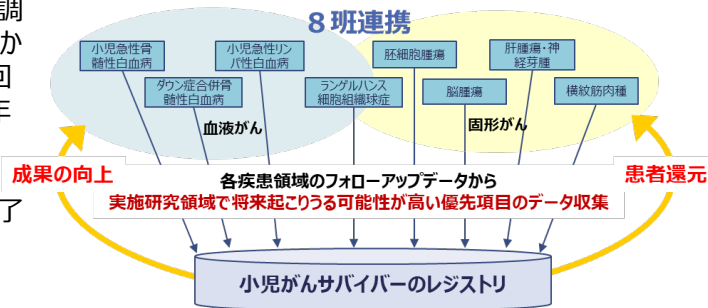 調
か
回
年
了
8班連携
小児急性骨
髄性白血病
小児急性リン
パ性白血病
胚細胞腫瘍
肝腫瘍・神
経芽腫
ダウン症合併骨
髄性白血病
ランゲルハンス
細胞組織球症
脳腫瘍
横紋筋肉種
血液がん
固形がん
成果の向上
患者還元
各疾患領域のフォローアップデータから
実施研究領域で将来起こりうる可能性が高い優先項目のデータ収集
小児がんサバイバーのレジストリ